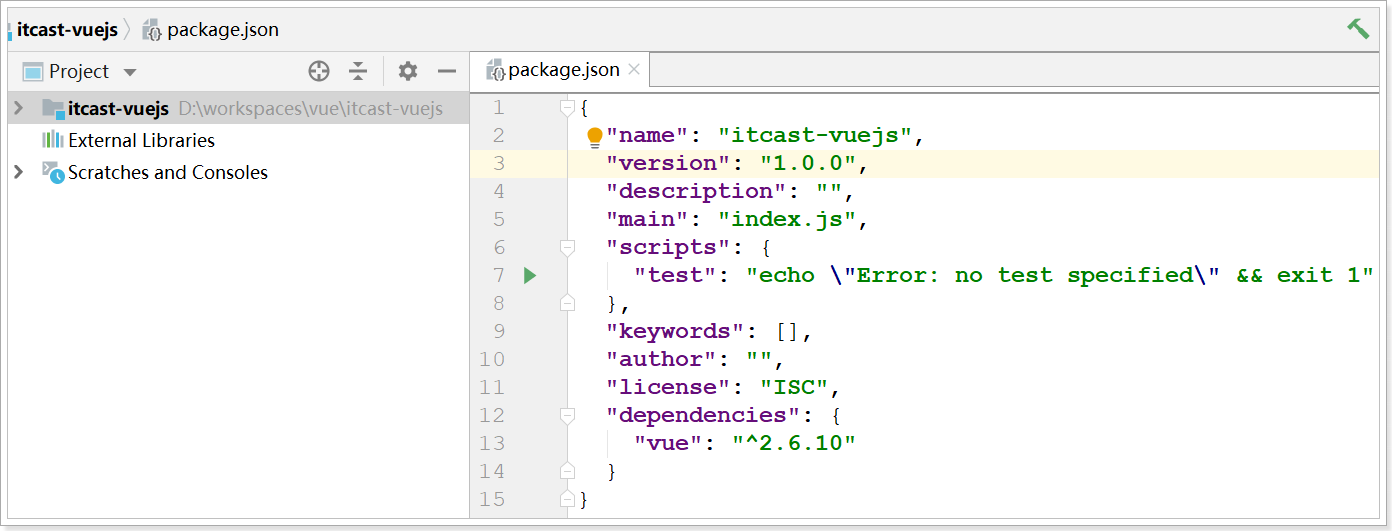 itcast-vuejs package.json
Project
itcast-vuejs D:\workspaces\vue\itcast-vuejs
External Libraries
Scratches and Consoles
package.json
1 {
2 "name": "itcast-vuejs",
3 "version": "1.0.0",
4 "description": "",
5 "main": "index.js",
6 "scripts": {
7 "test": "echo \"Error: no test specified\" && exit 1"
8 },
9 "keywords": [],
10 "author": "",
11 "license": "ISC",
12 "dependencies": {
13 "vue": "^2.6.10"
14 }
15 }